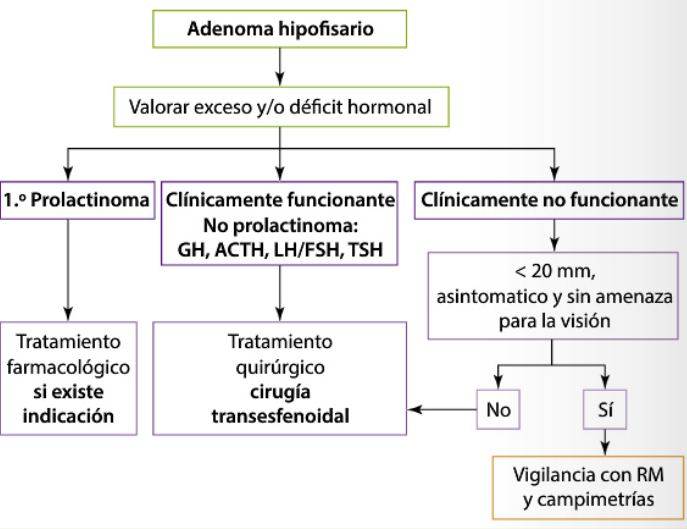 Adenoma hipofisario
Valorar exceso y/o déficit hormonal
1.º Prolactinoma
Clínicamente funcionante
No prolactinoma:
GH, ACTH, LH/FSH, TSH
Clínicamente no funcionante
< 20 mm,
asintomatico y sin amenaza
para la visión
Tratamiento
farmacológico
si existe
indicación
Tratamiento
quirúrgico
cirugía
transesfenoidal
No
Sí
Vigilancia con RM
y campimetrías